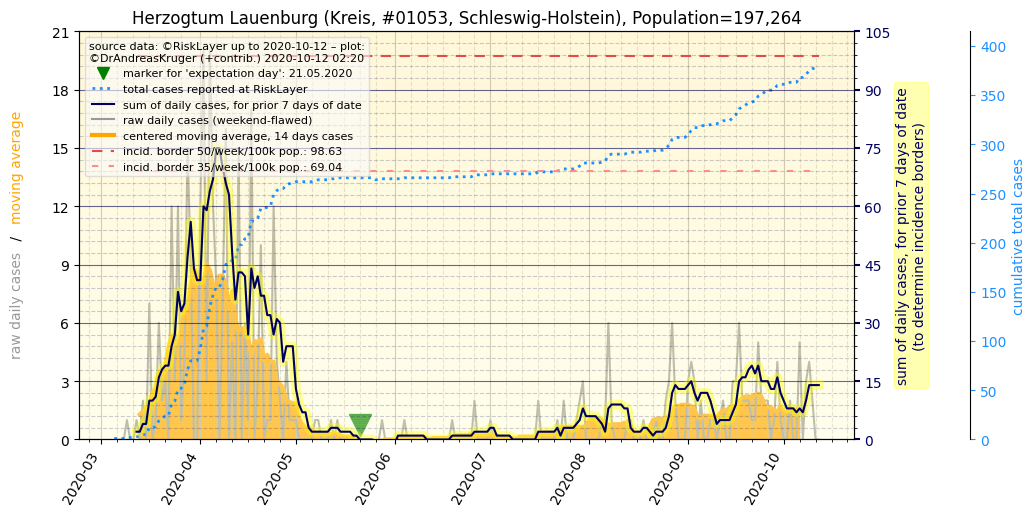 Herzogtum Lauenburg (Kreis, #01053, Schleswig-Holstein), Population=197,264
source data: ©RiskLayer up to 2020-10-12 – plot:
©DrAndreasKruger (+contrib.) 2020-10-12 02:20
marker for 'expectation day': 21.05.2020
total cases reported at RiskLayer
sum of daily cases, for prior 7 days of date
raw daily cases (weekend-flawed)
centered moving average, 14 days cases
incid. border 50/week/100k pop.: 98.63
incid. border 35/week/100k pop.: 69.04
raw daily cases / moving average
21
18
15
12
9
6
3
0
2020-03
2020-04
2020-05
2020-06
2020-07
2020-08
2020-09
2020-10
105
90
75
60
45
30
15
0
sum of daily cases, for prior 7 days of date
(to determine incidence borders)
400
350
300
250
200
150
100
50
0
cumulative total cases